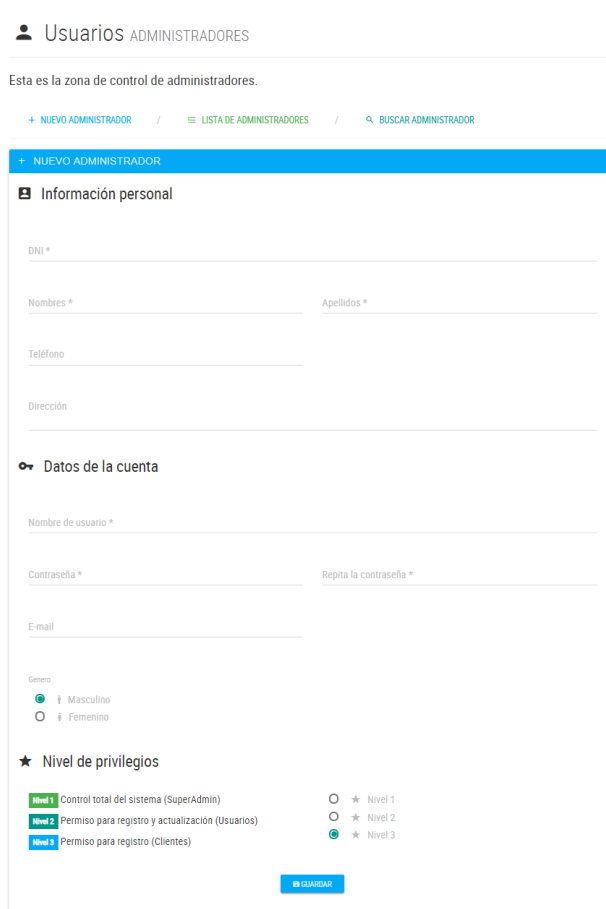 Usuarios ADMINISTRADORES
Esta es la zona de control de administradores.
+ NUEVO ADMINISTRADOR / LISTA DE ADMINISTRADORES / BUSCAR ADMINISTRADOR
+ NUEVO ADMINISTRADOR
Información personal
DNI *
Nombres * Apellidos *
Teléfono
Dirección
Datos de la cuenta
Nombre de usuario *
Contraseña * Repita la contraseña *
E-mail
Genero
Masculino
Femenino
Nivel de privilegios
Nivel 1 Control total del sistema (SuperAdmin) Nivel 1
Nivel 2 Permiso para registro y actualización (Usuarios) Nivel 2
Nivel 3 Permiso para registro (Clientes) Nivel 3
GUARDAR